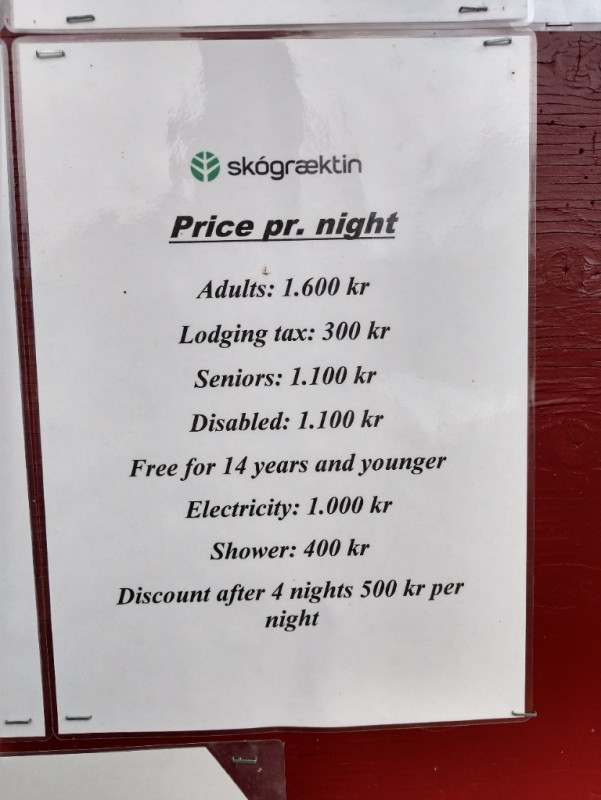 skógræktin
Price pr. night
Adults: 1.600 kr
Lodging tax: 300 kr
Seniors: 1.100 kr
Disabled: 1.100 kr
Free for 14 years and younger
Electricity: 1.000 kr
Shower: 400 kr
Discount after 4 nights 500 kr per
night